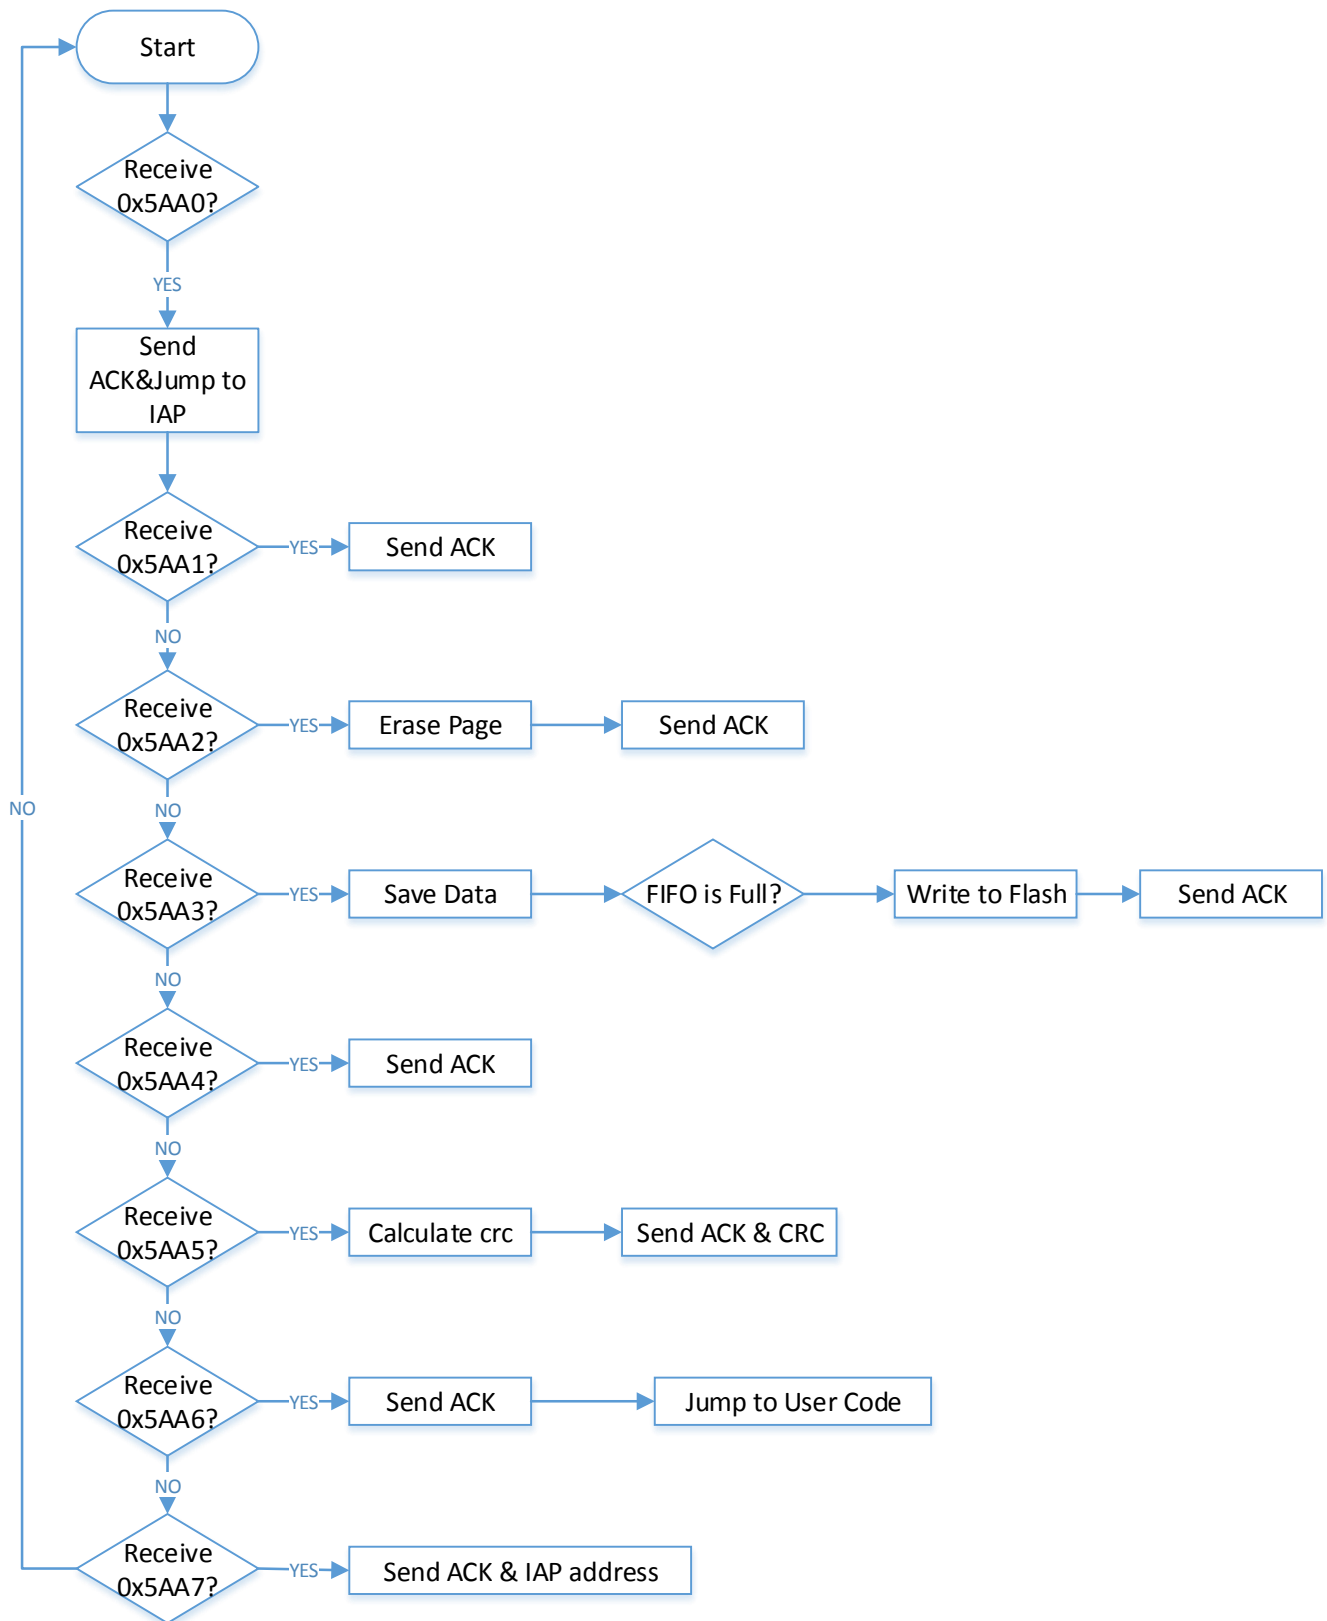 Start
Receive
0x5AA0?
YES
Send
ACK&Jump to
IAP
Receive
0x5AA1?
YES
Send ACK
NO
Receive
0x5AA2?
YES
Erase Page
Send ACK
NO
NO
Receive
0x5AA3?
YES
Save Data
FIFO is Full?
Write to Flash
Send ACK
NO
Receive
0x5AA4?
YES
Send ACK
NO
Receive
0x5AA5?
YES
Calculate crc
Send ACK & CRC
NO
Receive
0x5AA6?
YES
Send ACK
Jump to User Code
NO
Receive
0x5AA7?
YES
Send ACK & IAP address